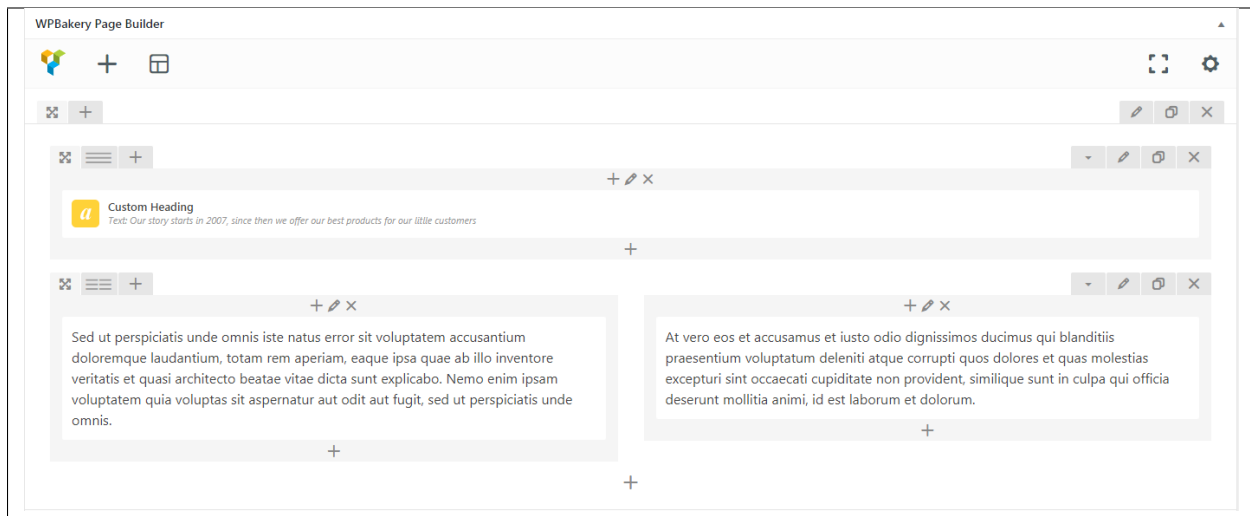 WPBakery Page Builder
a
Custom Heading
Text: Our story starts in 2007, since then we offer our best products for our little customers
Sed ut perspiciatis unde omnis iste natus error sit voluptatem accusantium
doloremque laudantium, totam rem aperiam, eaque ipsa quae ab illo inventore
veritatis et quasi architecto beatae vitae dicta sunt explicabo. Nemo enim ipsam
voluptatem quia voluptas sit aspernatur aut odit aut fugit, sed ut perspiciatis unde
omnis.
At vero eos et accusamus et iusto odio dignissimos ducimus qui blanditiis
praesentium voluptatum deleniti atque corrupti quos dolores et quas molestias
excepturi sint occaecati cupiditate non provident, similique sunt in culpa qui officia
deserunt mollitia animi, id est laborum et dolorum.